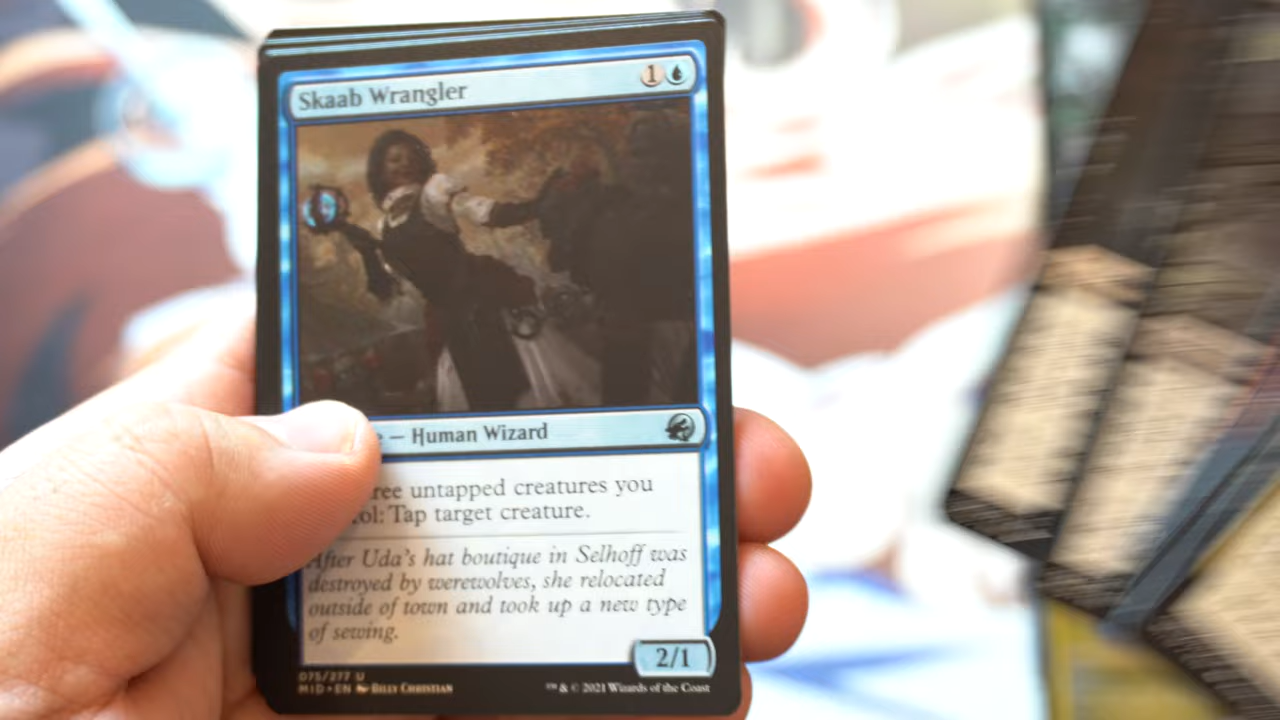 Skaab Wrangler 1
— Human Wizard
untapped creatures you
Tap target creature.
After Uda's hat boutique in Selhoff was
destroyed by werewolves, she relocated
outside of town and took up a new type
of sewing.
2/1
075/277 U
MID • EN Billy Christian
™ & © 2021 Wizards of the Coast